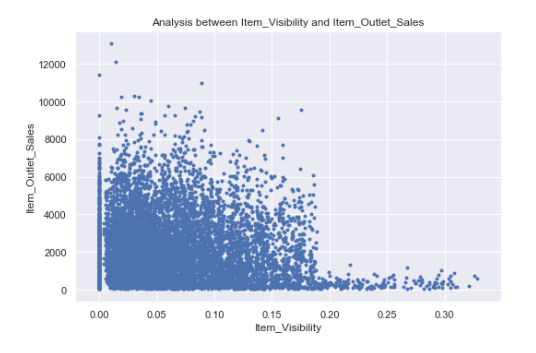 Analysis between Item_Visibility and Item_Outlet_Sales
Item_Outlet_Sales
12000
10000
8000
6000
4000
2000
0
0.00 0.05 0.10 0.15 0.20 0.25 0.30
Item_Visibility